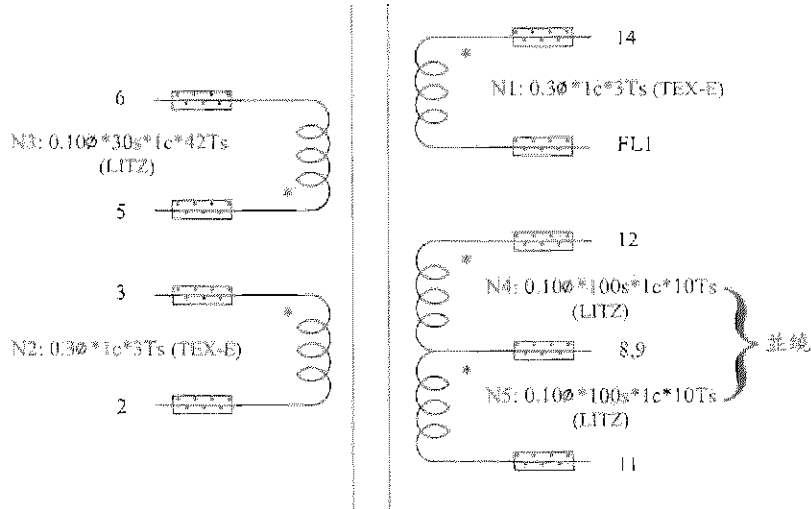 6
N3: 0.10Ø*30s*1c*42Ts
(LITZ)
*
5
3
*
N2: 0.3Ø*1c*3Ts (TEX-E)
2
14
*
N1: 0.3Ø*1c*3Ts (TEX-E)
FL1
12
*
N4: 0.10Ø*100s*1c*10Ts
(LITZ)
8,9
並繞
*
N5: 0.10Ø*100s*1c*10Ts
(LITZ)
11